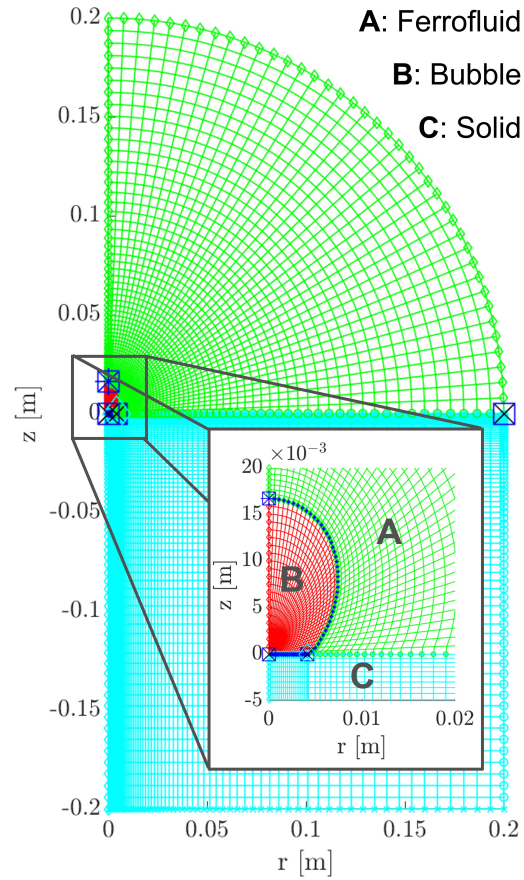 A: Ferrofluid
B: Bubble
C: Solid
0.2
0.15
0.1
0.05
0
-0.05
-0.1
-0.15
-0.2
z [m]
0
0.05
0.1
0.15
0.2
r [m]
×10⁻³
20
15
10
5
0
-5
z [m]
A
B
C
0
0.01
0.02
r [m]